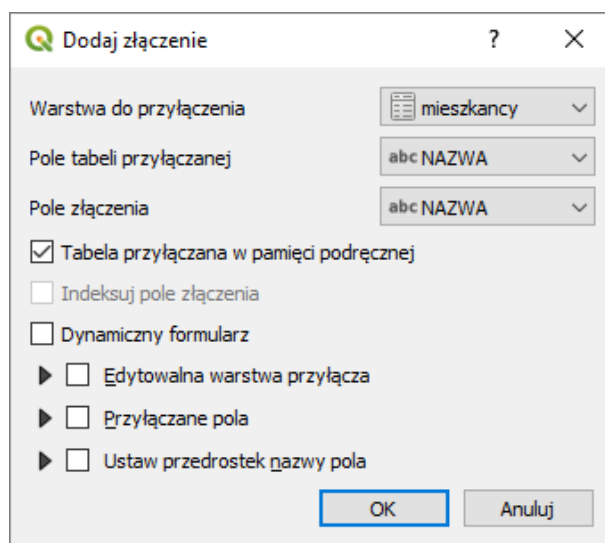 Dodaj złączenie ?
Warstwa do przyłączenia mieszkancy
Pole tabeli przyłączanej abc NAZWA
Pole złączenia abc NAZWA
Tabela przyłączana w pamięci podręcznej
Indeksuj pole złączenia
Dynamiczny formularz
Edytowalna warstwa przyłącza
Przyłączane pola
Ustaw przedrostek nazwy pola
OK Anuluj